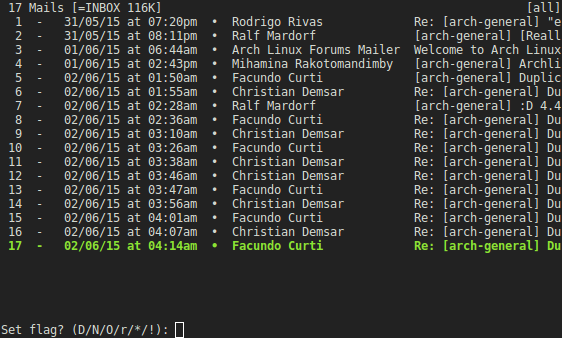 17 Mails [=INBOX 116K] [all]
1 - 31/05/15 at 07:20pm • Rodrigo Rivas Re: [arch-general] "e
2 - 31/05/15 at 08:11pm • Ralf Mardorf [arch-general] [Reall
3 - 01/06/15 at 06:44am • Arch Linux Forums Mailer Welcome to Arch Linux
4 - 01/06/15 at 02:43pm • Mihamina Rakotomandimby [arch-general] Archli
5 - 02/06/15 at 01:50am • Facundo Curti [arch-general] Duplic
6 - 02/06/15 at 01:55am • Christian Demsar Re: [arch-general] Du
7 - 02/06/15 at 02:28am • Ralf Mardorf [arch-general] :D 4.4
8 - 02/06/15 at 02:36am • Facundo Curti Re: [arch-general] Du
9 - 02/06/15 at 03:10am • Christian Demsar Re: [arch-general] Du
10 - 02/06/15 at 03:26am • Facundo Curti Re: [arch-general] Du
11 - 02/06/15 at 03:38am • Christian Demsar Re: [arch-general] Du
12 - 02/06/15 at 03:46am • Facundo Curti Re: [arch-general] Du
13 - 02/06/15 at 03:47am • Facundo Curti Re: [arch-general] Du
14 - 02/06/15 at 03:56am • Christian Demsar Re: [arch-general] Du
15 - 02/06/15 at 04:01am • Facundo Curti Re: [arch-general] Du
16 - 02/06/15 at 04:07am • Christian Demsar Re: [arch-general] Du
17 - 02/06/15 at 04:14am • Facundo Curti Re: [arch-general] Du
Set flag? (D/N/O/r/*/!):